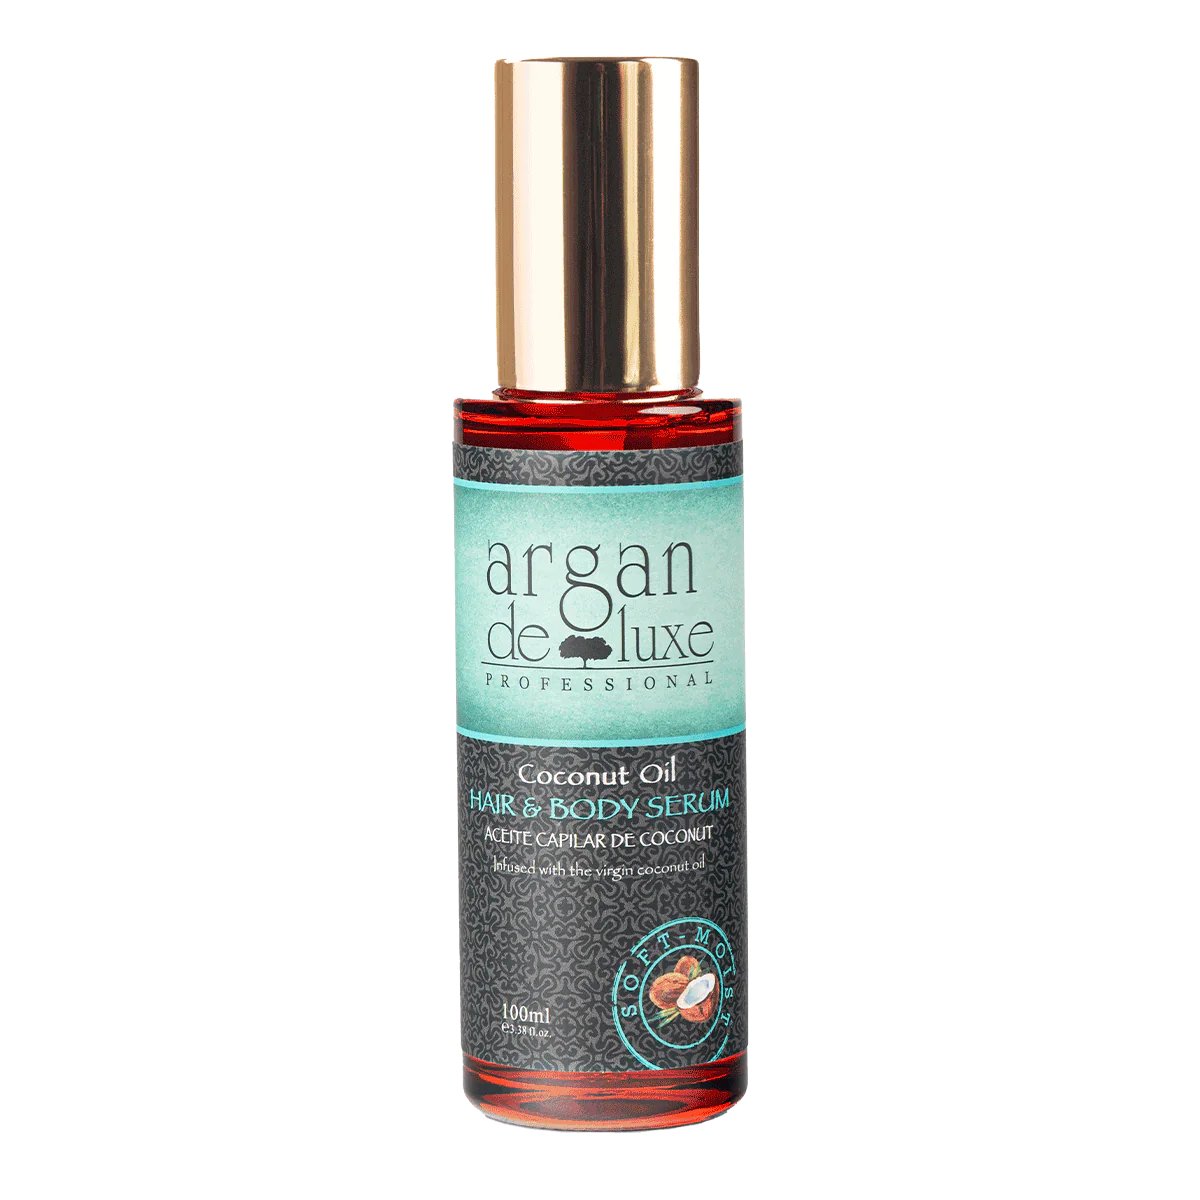 argan
de luxe
PROFESSIONAL
Coconut Oil
HAIR & BODY SERUM
ACEITE CAPILAR DE COCONUT
Infused with the virgin coconut oil
SOFT-MOIST
100ml
e3.38 fl.oz.